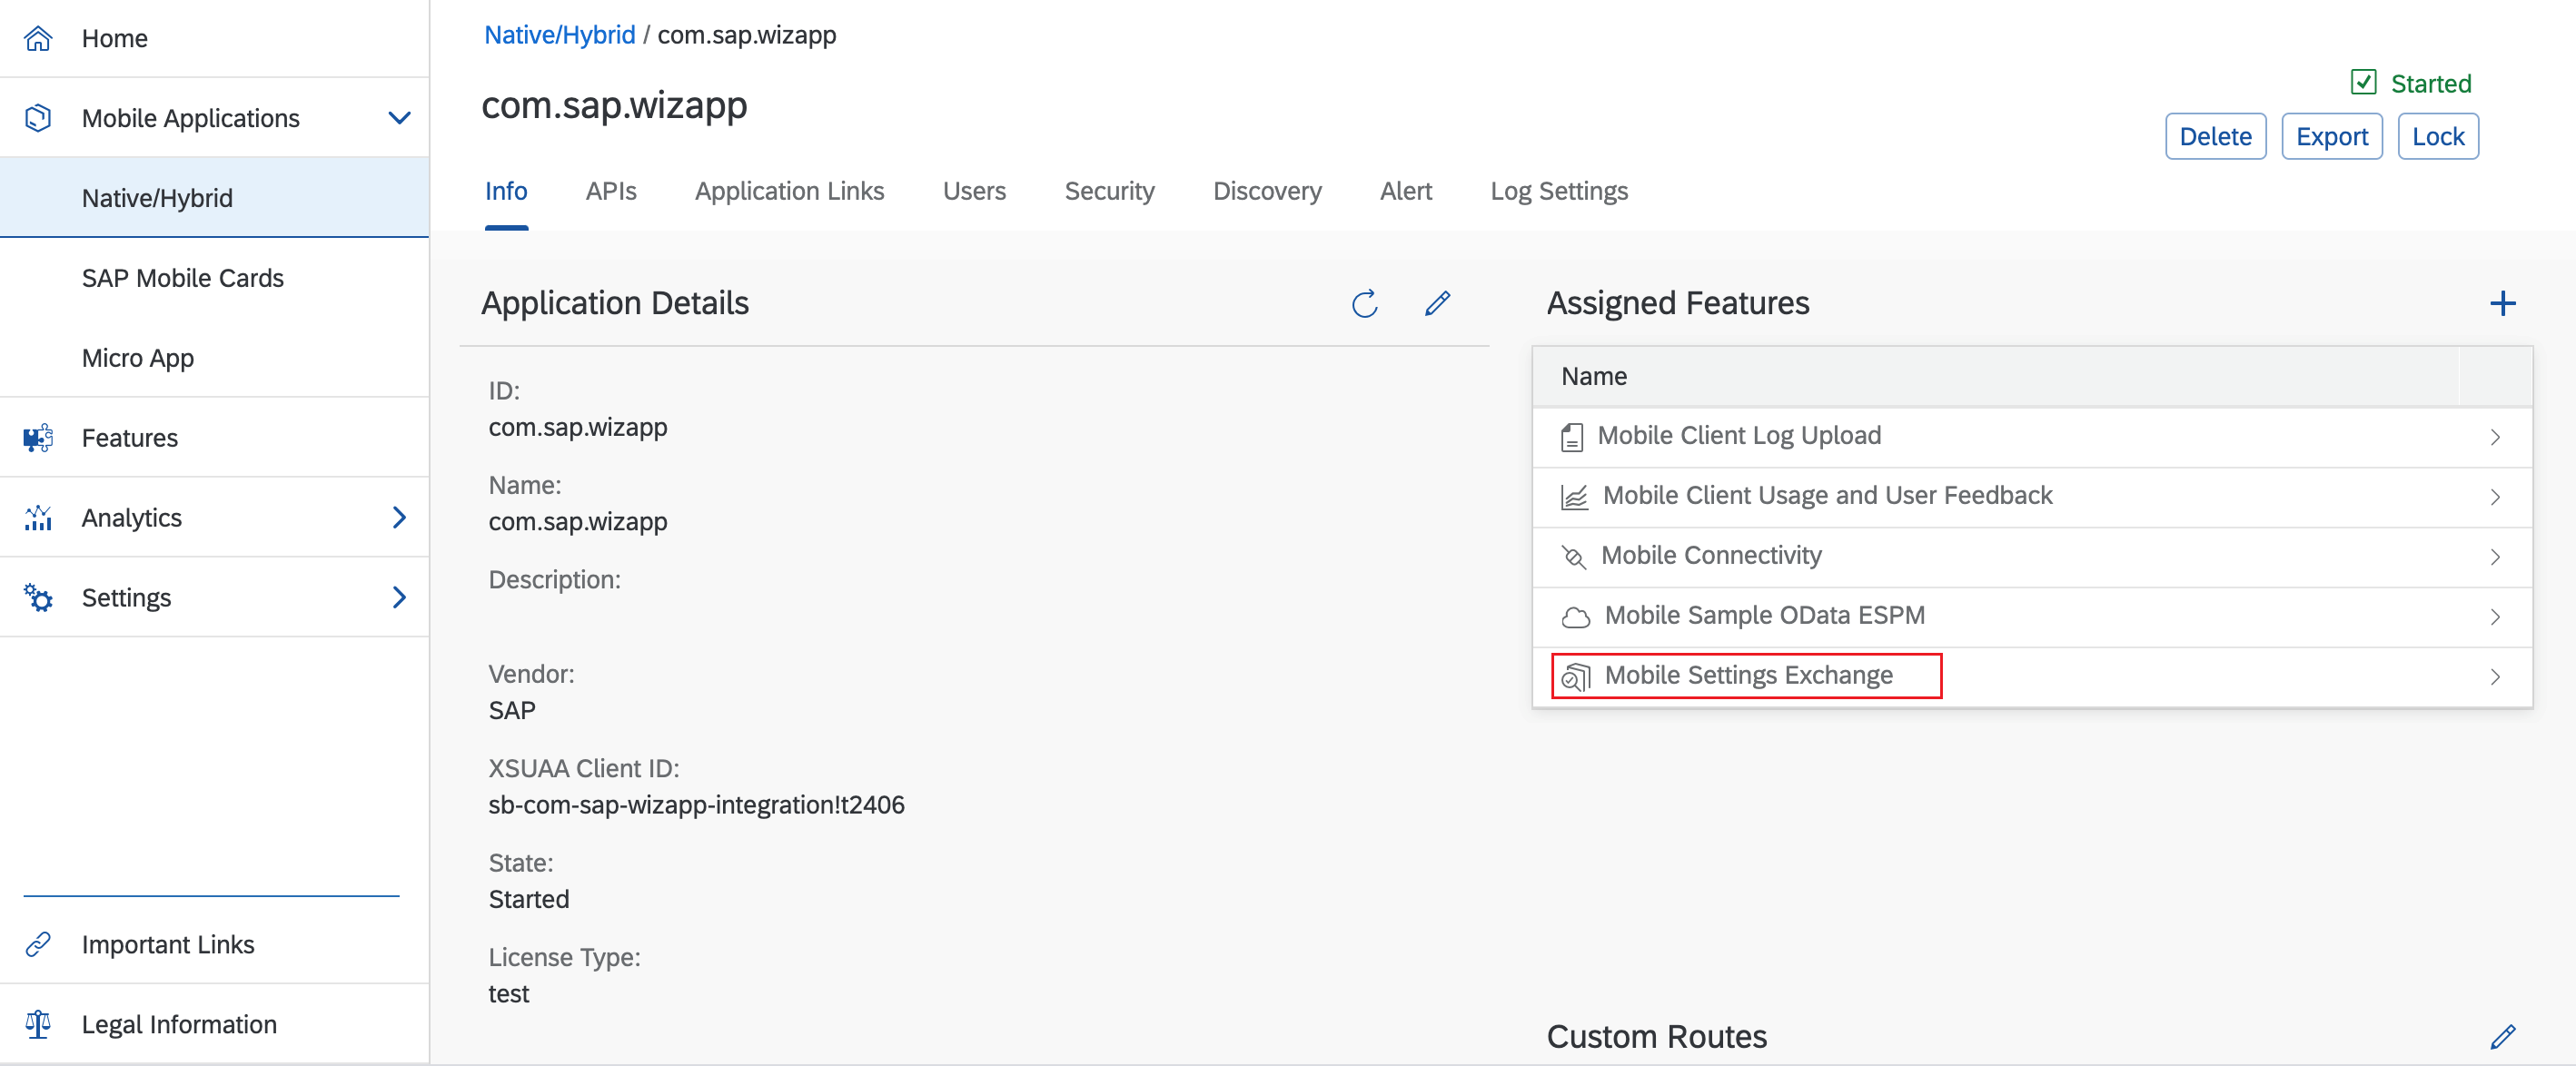 Home
Mobile Applications
Native/Hybrid
SAP Mobile Cards
Micro App
Features
Analytics
Settings
Important Links
Legal Information
Native/Hybrid / com.sap.wizapp
com.sap.wizapp
Started
Delete Export Lock
Info APIs Application Links Users Security Discovery Alert Log Settings
Application Details
ID:
com.sap.wizapp
Name:
com.sap.wizapp
Description:
Vendor:
SAP
XSUAA Client ID:
sb-com-sap-wizapp-integration!t2406
State:
Started
License Type:
test
Assigned Features
Name
Mobile Client Log Upload
Mobile Client Usage and User Feedback
Mobile Connectivity
Mobile Sample OData ESPM
Mobile Settings Exchange
Custom Routes